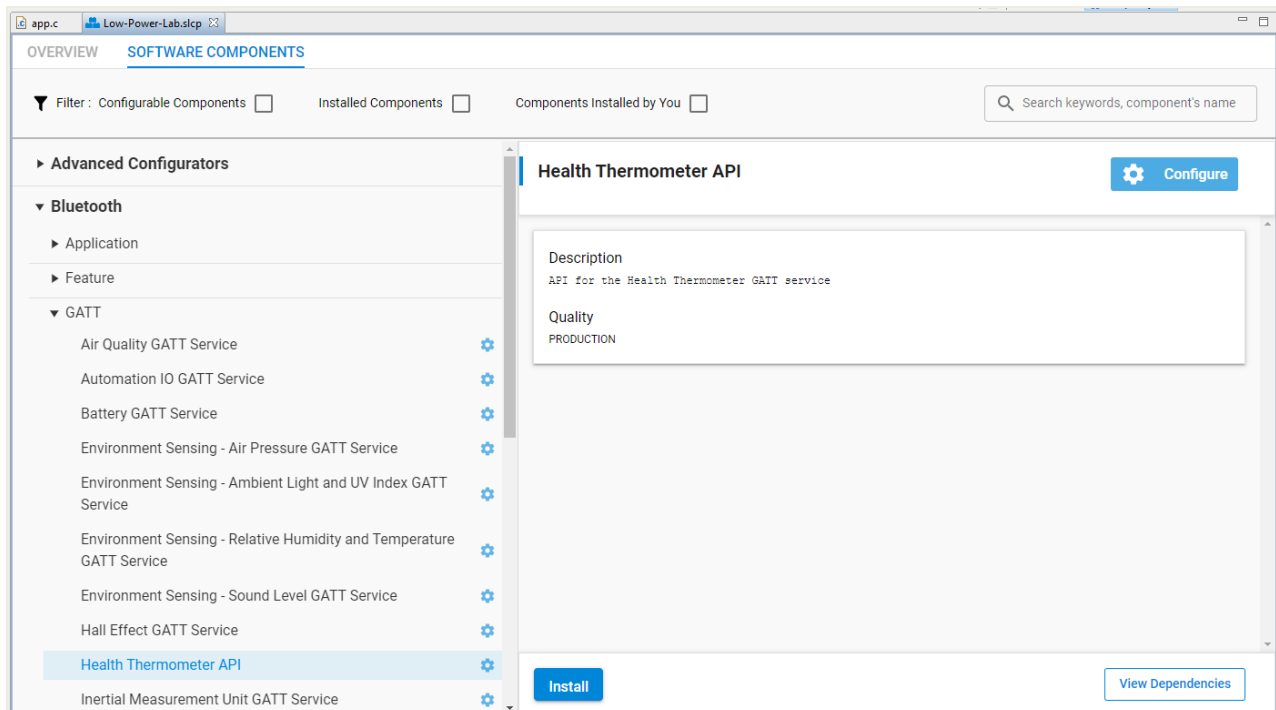 app.c
Low-Power-Lab.slcp
OVERVIEW
SOFTWARE COMPONENTS
Filter : Configurable Components
Installed Components
Components Installed by You
Search keywords, component's name
Advanced Configurators
Bluetooth
Application
Feature
GATT
Air Quality GATT Service
Automation IO GATT Service
Battery GATT Service
Environment Sensing - Air Pressure GATT Service
Environment Sensing - Ambient Light and UV Index GATT
Service
Environment Sensing - Relative Humidity and Temperature
GATT Service
Environment Sensing - Sound Level GATT Service
Hall Effect GATT Service
Health Thermometer API
Inertial Measurement Unit GATT Service
Health Thermometer API
Configure
Description
API for the Health Thermometer GATT service
Quality
PRODUCTION
Install
View Dependencies